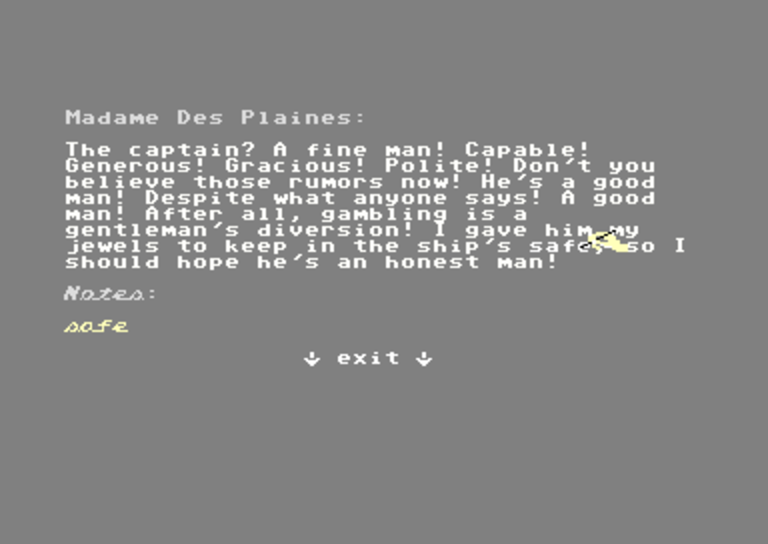 Madame Des Plaines:
The captain? A fine man! Capable!
Generous! Gracious! Polite! Don't you
believe those rumors now! He's a good
man! Despite what anyone says! A good
man! After all, gambling is a
gentleman's diversion! I gave him my
jewels to keep in the ship's safe, so I
should hope he's an honest man!
Notes:
safe
↓ exit ↓